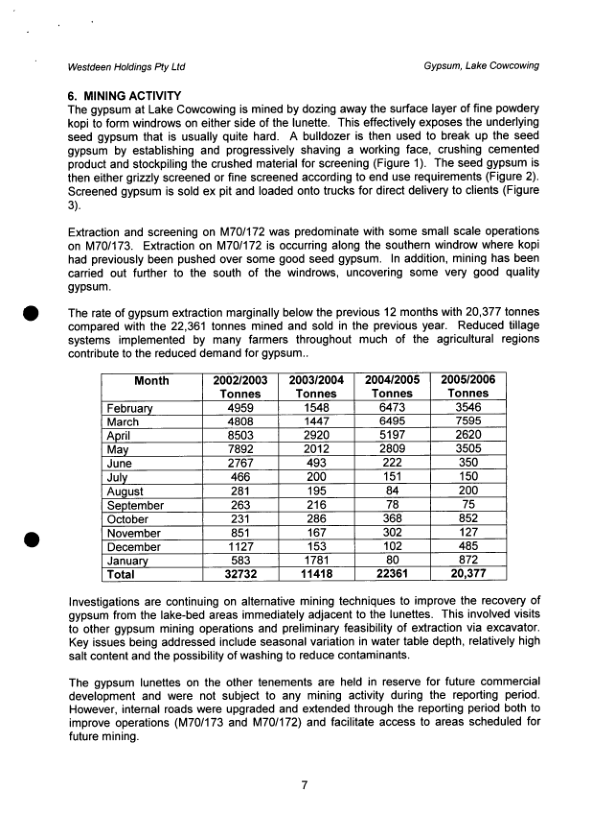 Westdeen Holdings Pty Ltd Gypsum, Lake Cowcowing
6. MINING ACTIVITY
The gypsum at Lake Cowcowing is mined by dozing away the surface layer of fine powdery
kopi to form windrows on either side of the lunette. This effectively exposes the underlying
seed gypsum that is usually quite hard. A bulldozer is then used to break up the seed
gypsum by establishing and progressively shaving a working face, crushing cemented
product and stockpiling the crushed material for screening (Figure 1). The seed gypsum is
then either grizzly screened or fine screened according to end use requirements (Figure 2).
Screened gypsum is sold ex pit and loaded onto trucks for direct delivery to clients (Figure
3).
Extraction and screening on M70/172 was predominate with some small scale operations
on M70/173. Extraction on M70/172 is occurring along the southern windrow where kopi
had previously been pushed over some good seed gypsum. In addition, mining has been
carried out further to the south of the windrows, uncovering some very good quality
gypsum.
The rate of gypsum extraction marginally below the previous 12 months with 20,377 tonnes
compared with the 22,361 tonnes mined and sold in the previous year. Reduced tillage
systems implemented by many farmers throughout much of the agricultural regions
contribute to the reduced demand for gypsum..
Month 2002/2003 2003/2004 2004/2005 2005/2006
Tonnes Tonnes Tonnes Tonnes
February 4959 1548 6473 3546
March 4808 1447 6495 7595
April 8503 2920 5197 2620
May 7892 2012 2809 3505
June 2767 493 222 350
July 466 200 151 150
August 281 195 84 200
September 263 216 78 75
October 231 286 368 852
November 851 167 302 127
December 1127 153 102 485
January 583 1781 80 872
Total 32732 11418 22361 20,377
Investigations are continuing on alternative mining techniques to improve the recovery of
gypsum from the lake-bed areas immediately adjacent to the lunettes. This involved visits
to other gypsum mining operations and preliminary feasibility of extraction via excavator.
Key issues being addressed include seasonal variation in water table depth, relatively high
salt content and the possibility of washing to reduce contaminants.
The gypsum lunettes on the other tenements are held in reserve for future commercial
development and were not subject to any mining activity during the reporting period.
However, internal roads were upgraded and extended through the reporting period both to
improve operations (M70/173 and M70/172) and facilitate access to areas scheduled for
future mining.
7